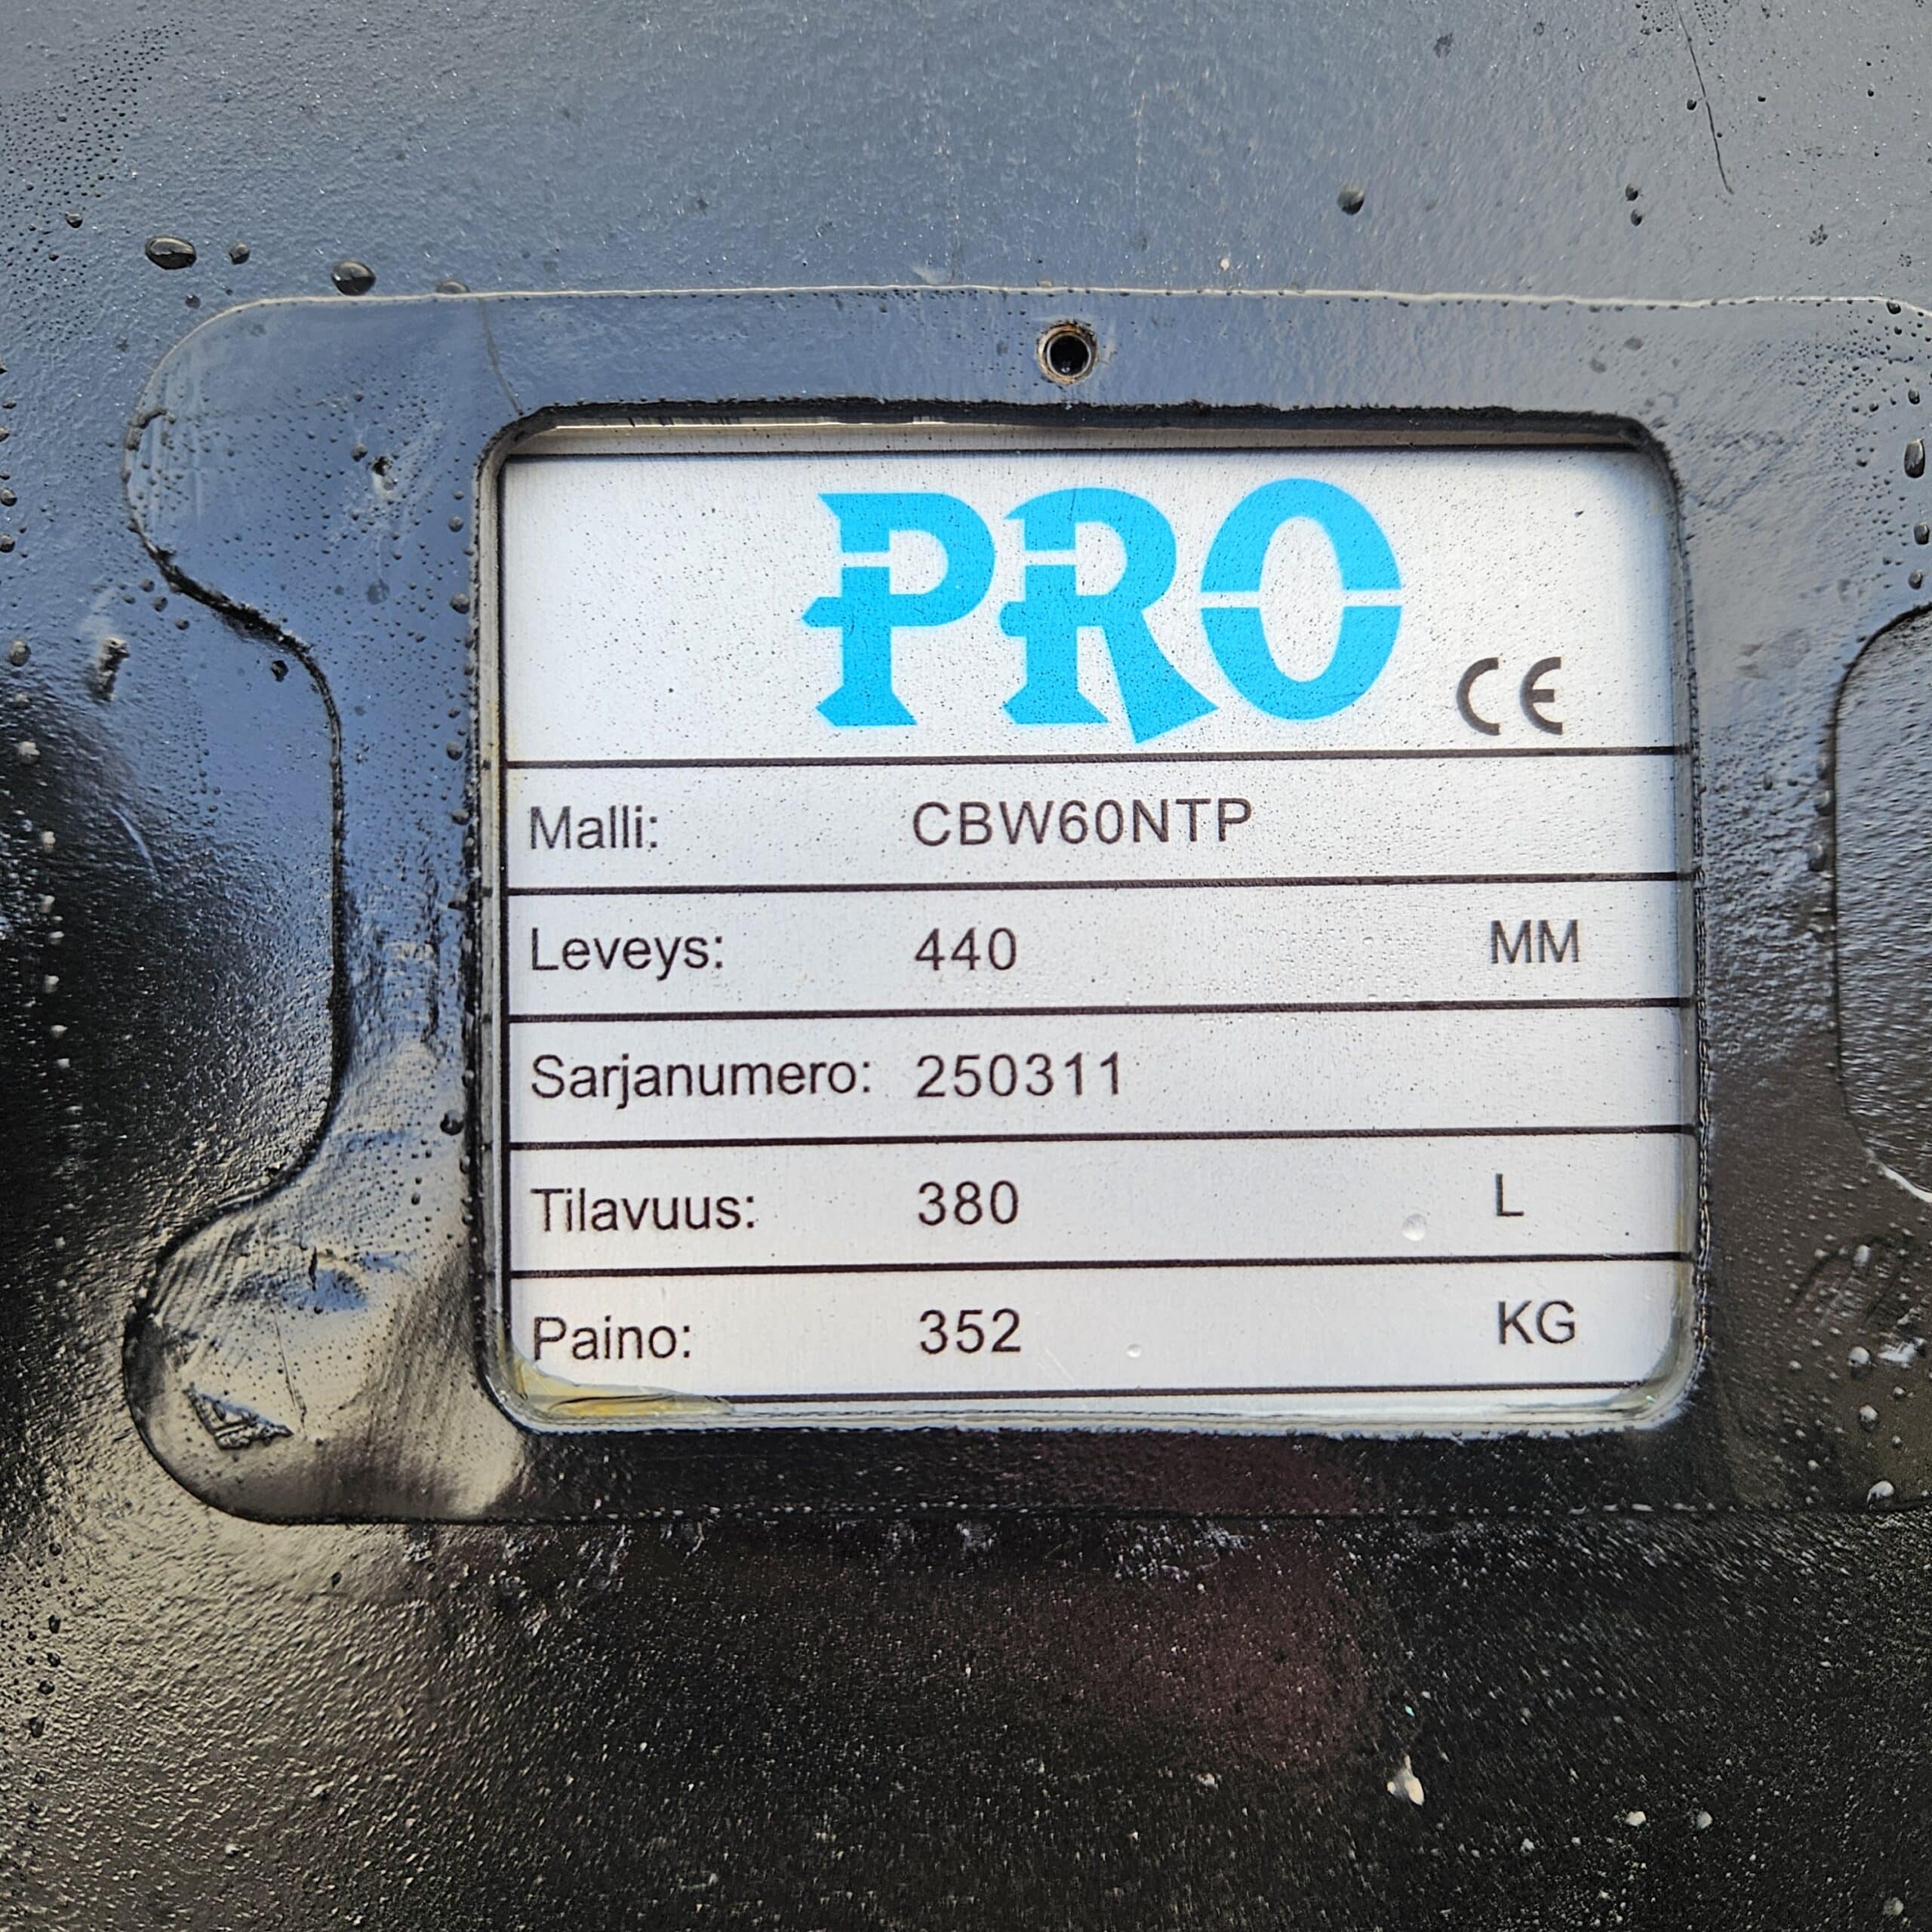 PRO CE
Malli: CBW60NTP
Leveys: 440 MM
Sarjanumero: 250311
Tilavuus: 380 L
Paino: 352 KG